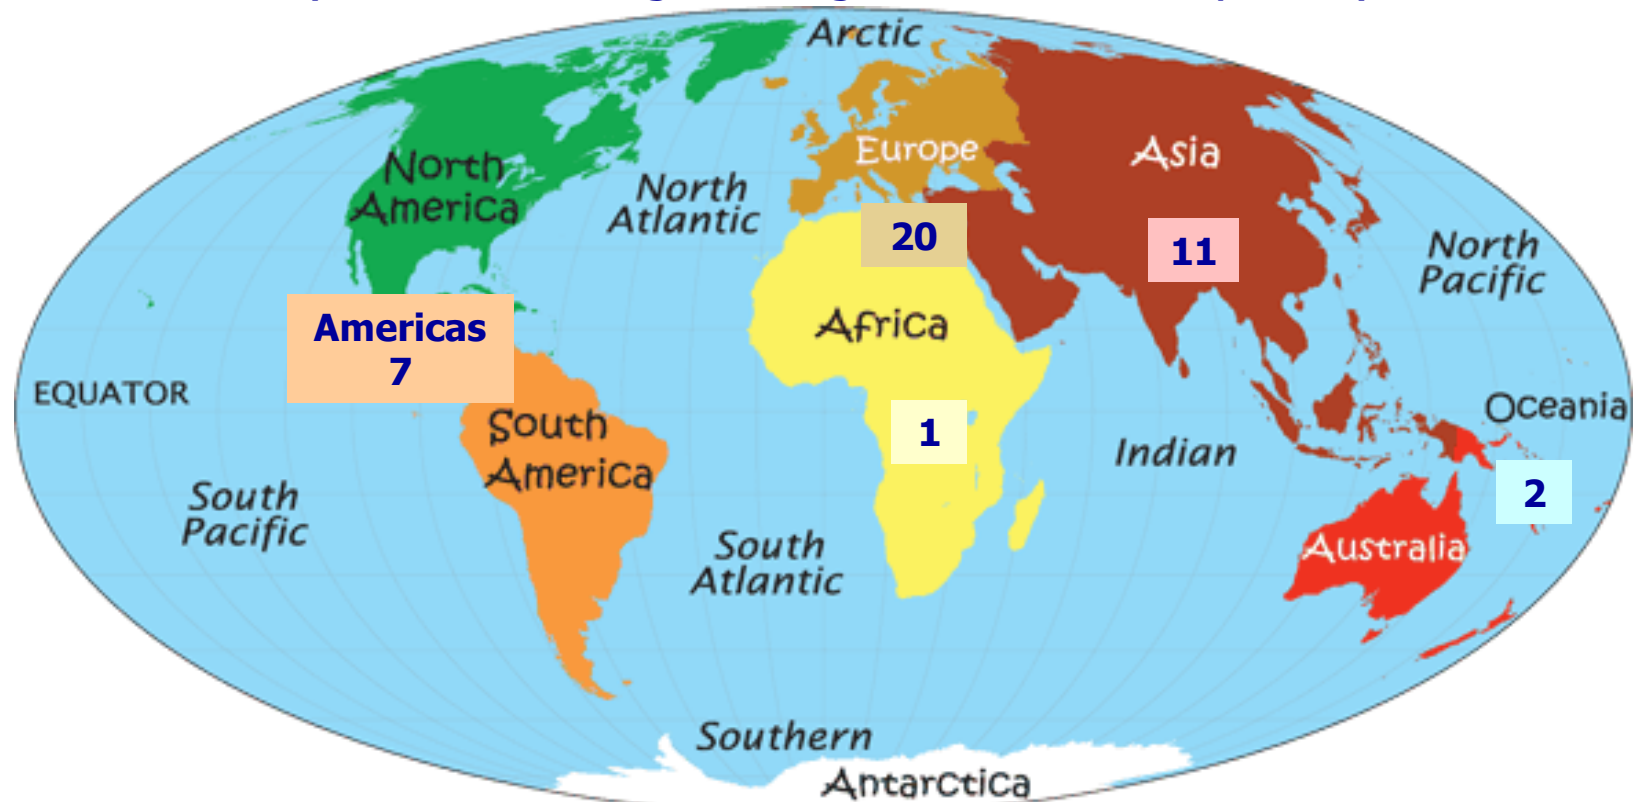 Arctic
North
America
North
Atlantic
Europe
Asia
20
11
North
Pacific
Americas
7
Africa
EQUATOR
South
America
1
Indian
Oceania
2
South
Pacific
South
Atlantic
Australia
Southern
Antarctica